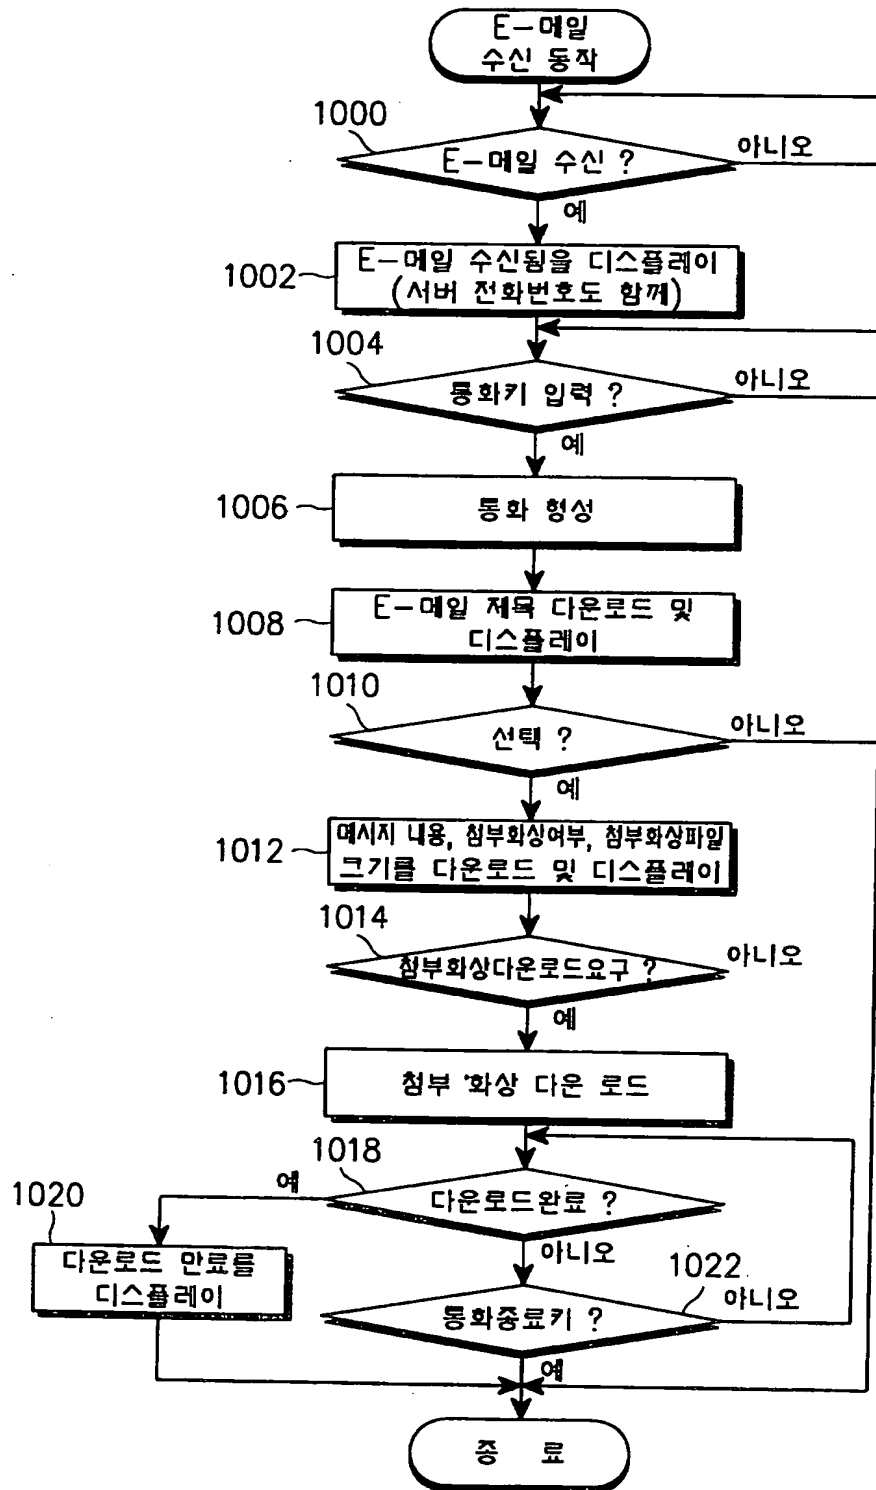 E-메일
수신 동작
1000
E-메일 수신 ?
아니오
예
1002
E-메일 수신됨을 디스플레이
(서버 전화번호도 함께)
1004
통화키 입력 ?
아니오
예
1006
통화 형성
1008
E-메일 제목 다운로드 및
디스플레이
1010
선택 ?
아니오
예
1012
메시지 내용, 첨부화상여부, 첨부화상파일
크기를 다운로드 및 디스플레이
1014
첨부화상다운로드요구 ?
아니오
예
1016
첨부 화상 다운 로드
1018
다운로드완료 ?
예
아니오
1020
다운로드 만료를
디스플레이
1022
통화종료키 ?
아니오
예
종 료